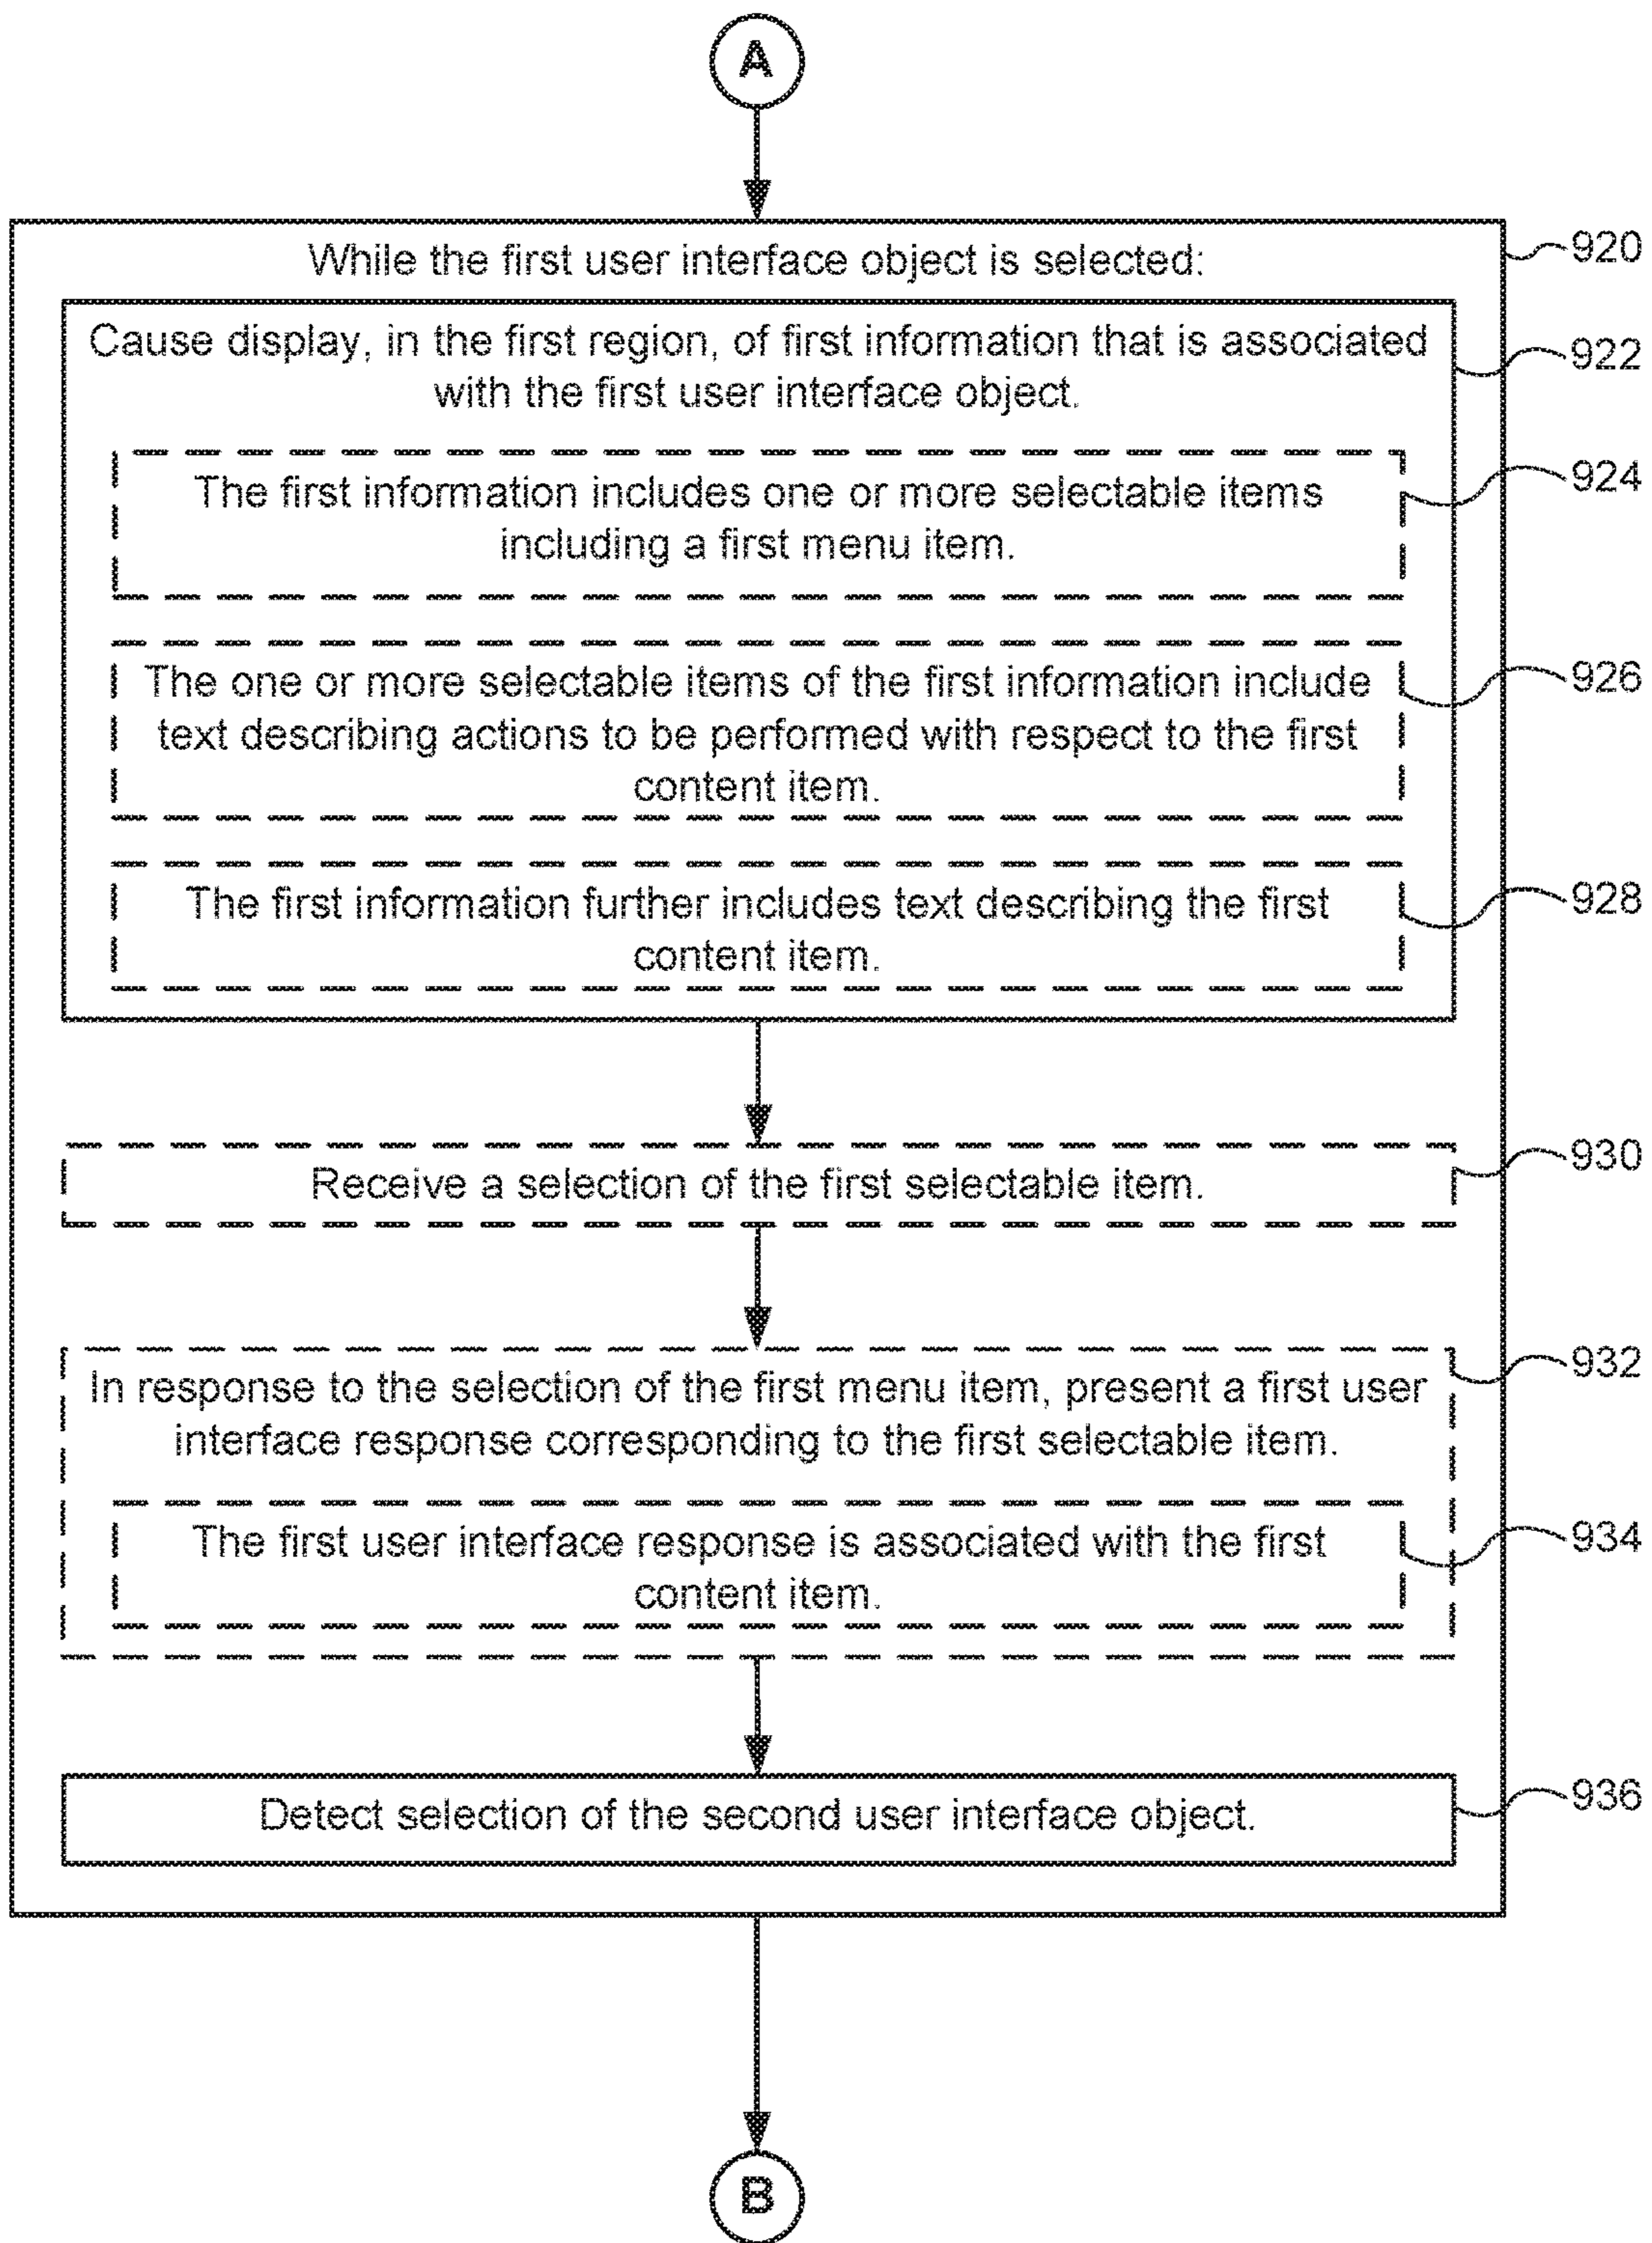 A
While the first user interface object is selected:
920
Cause display, in the first region, of first information that is associated
with the first user interface object.
922
The first information includes one or more selectable items
including a first menu item.
924
The one or more selectable items of the first information include
text describing actions to be performed with respect to the first
content item.
926
The first information further includes text describing the first
content item.
928
Receive a selection of the first selectable item.
930
In response to the selection of the first menu item, present a first user
interface response corresponding to the first selectable item.
932
The first user interface response is associated with the first
content item.
934
Detect selection of the second user interface object.
936
B